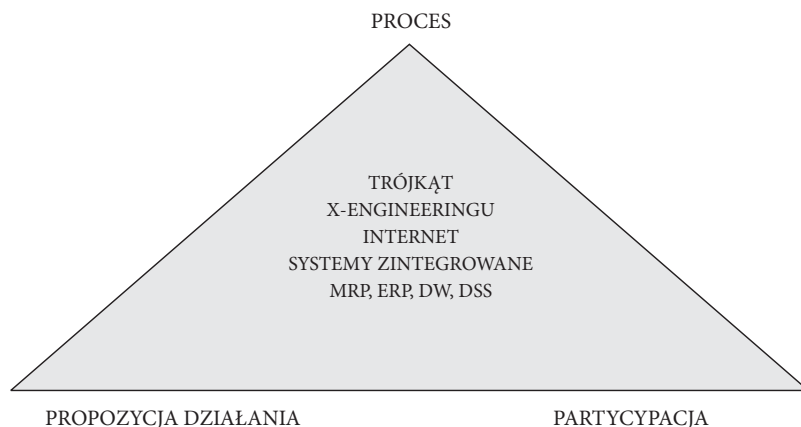 PROCES
TRÓJKĄT
X-ENGINEERINGU
INTERNET
SYSTEMY ZINTEGROWANE
MRP, ERP, DW, DSS
PROPOZYCJA DZIAŁANIA
PARTYCYPACJA